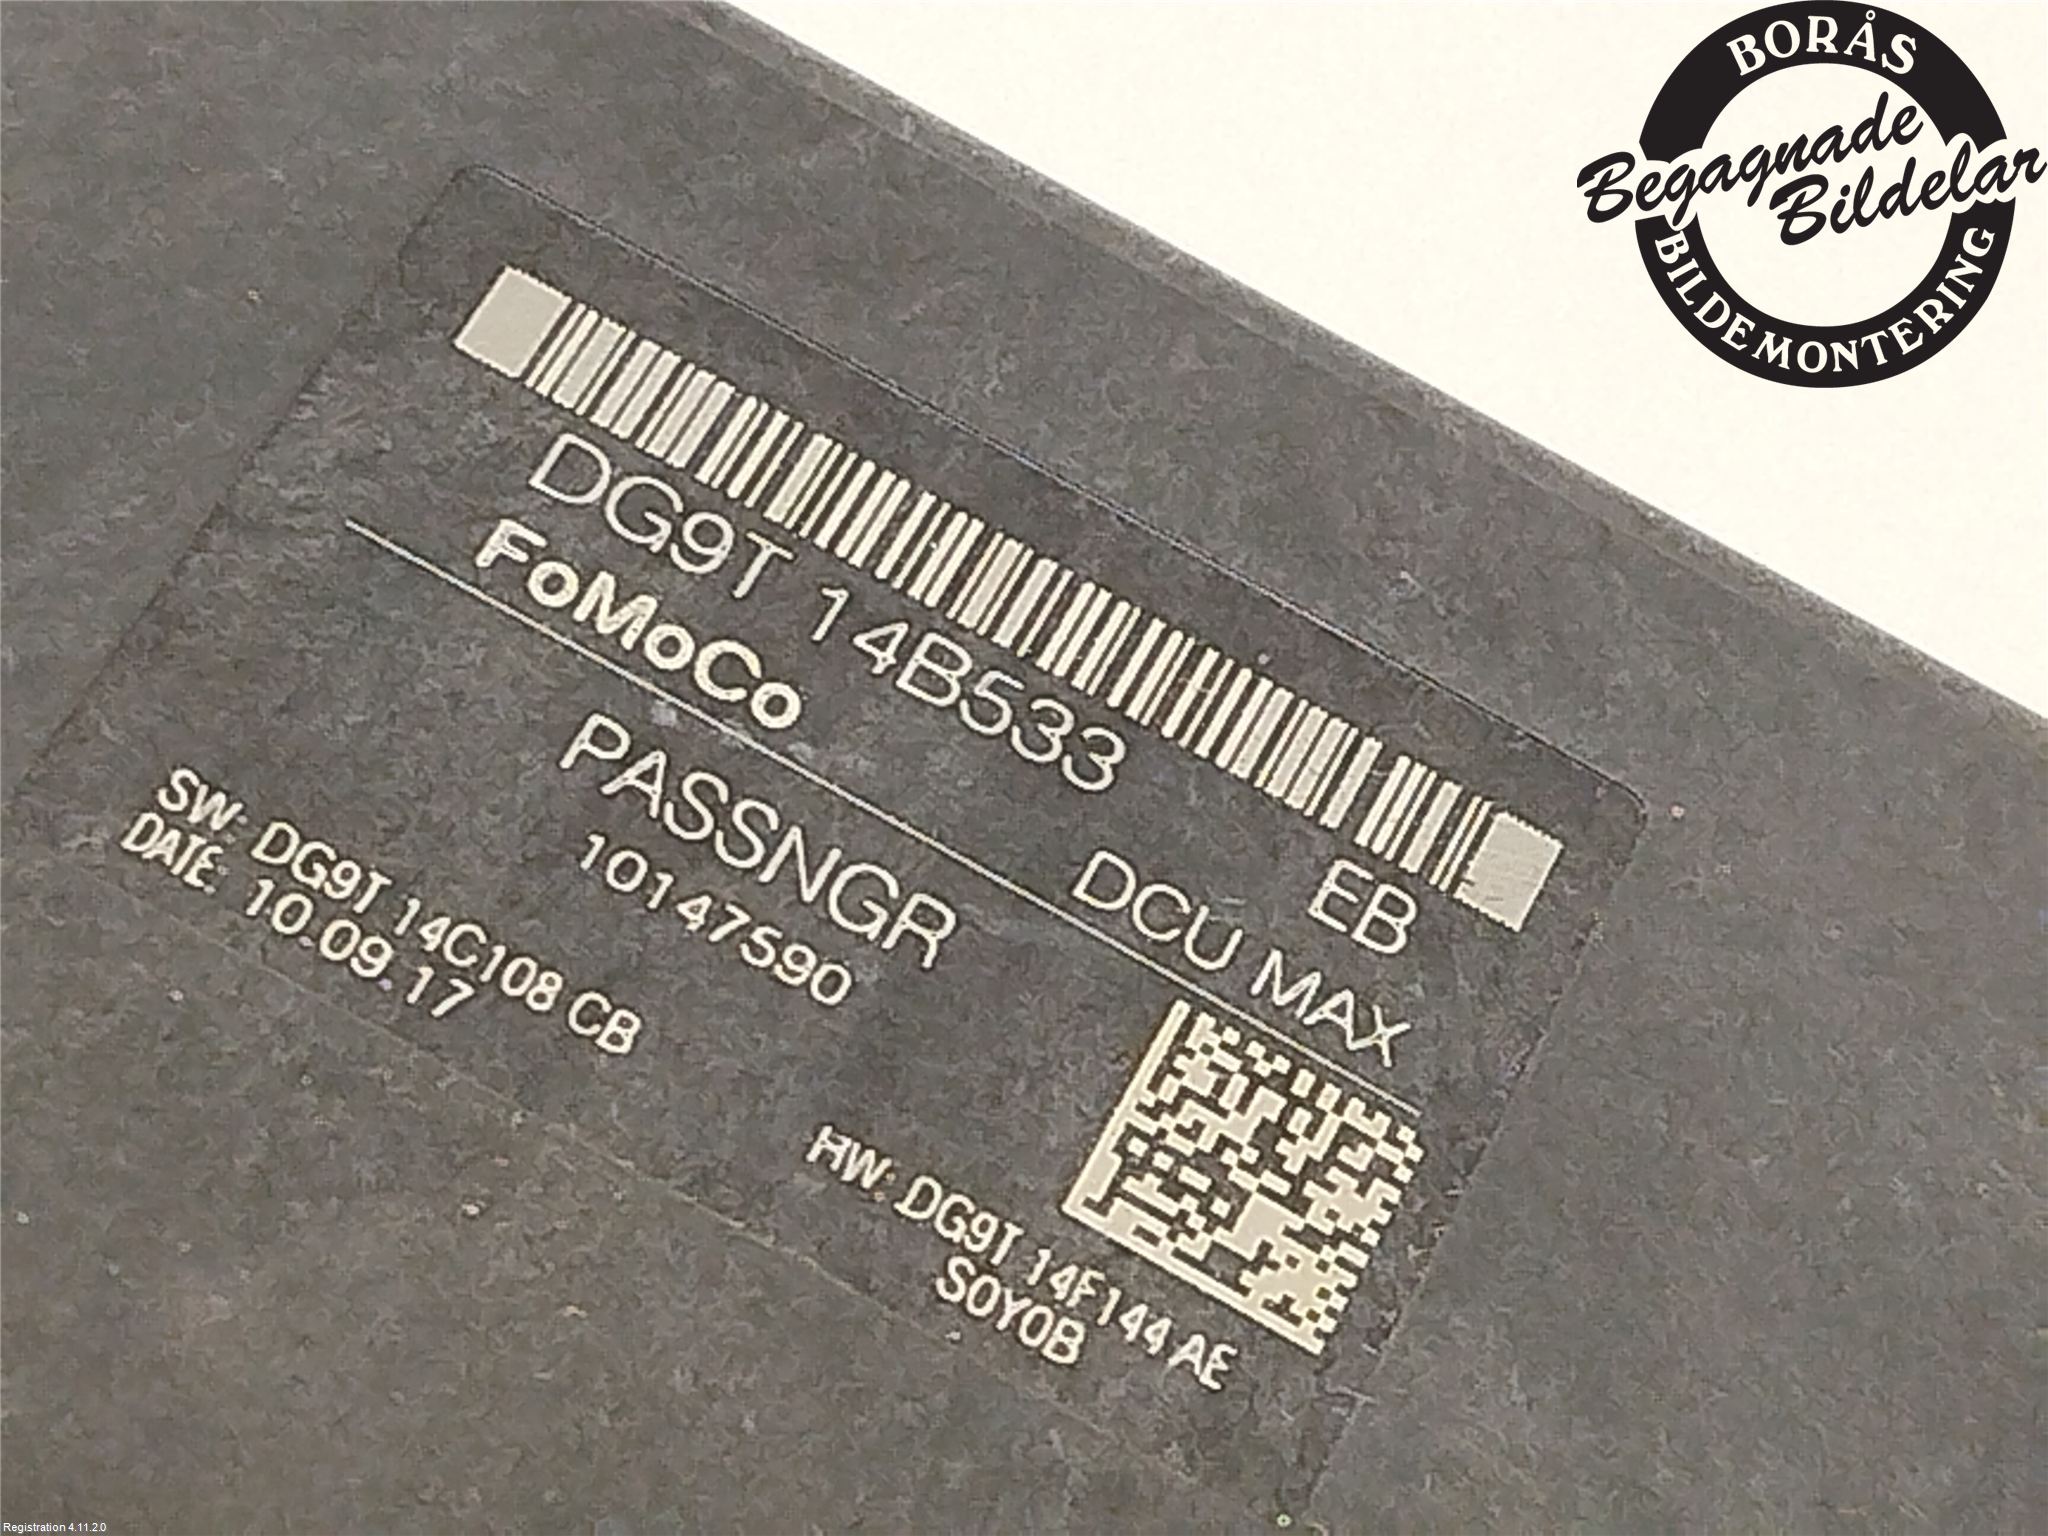 BORÅS
Begagnade
Bildelar
BILDEMONTERING
DG9T 14B533 EB
FoMoCo
PASSNGR DCU MAX
10147590
SW: DG9T 14C108 CB
DATE: 10.09.17
HW: DG9T 14F144 AE
S0Y0B
Registration 4.11.2.0